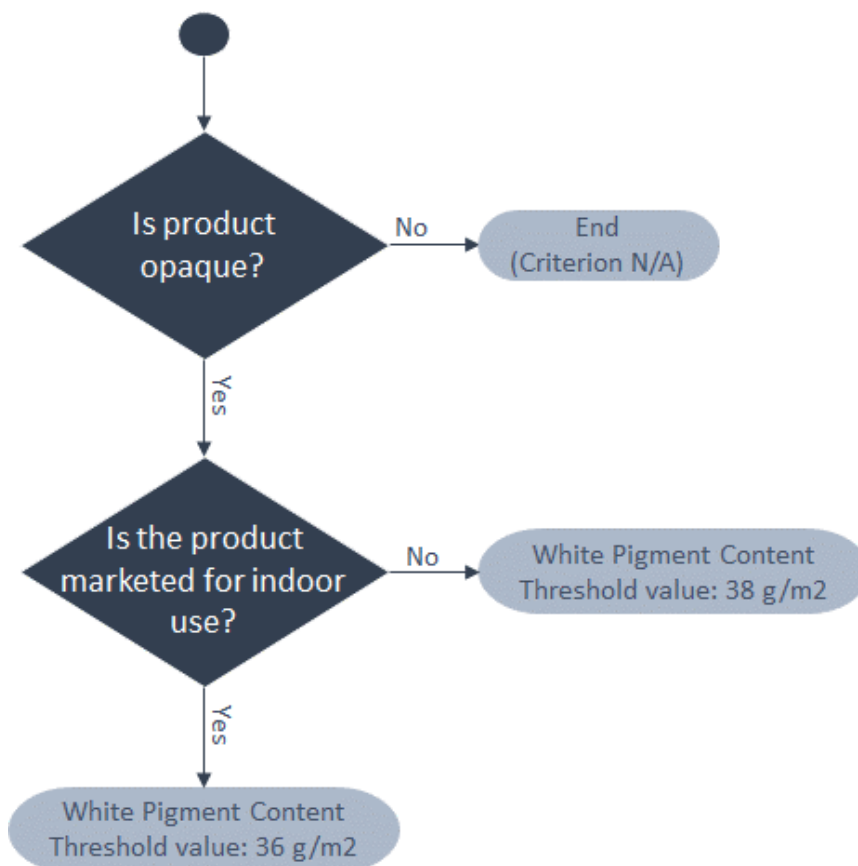 Is product
opaque?
No
End
(Criterion N/A)
Yes
Is the product
marketed for indoor
use?
No
White Pigment Content
Threshold value: 38 g/m2
Yes
White Pigment Content
Threshold value: 36 g/m2